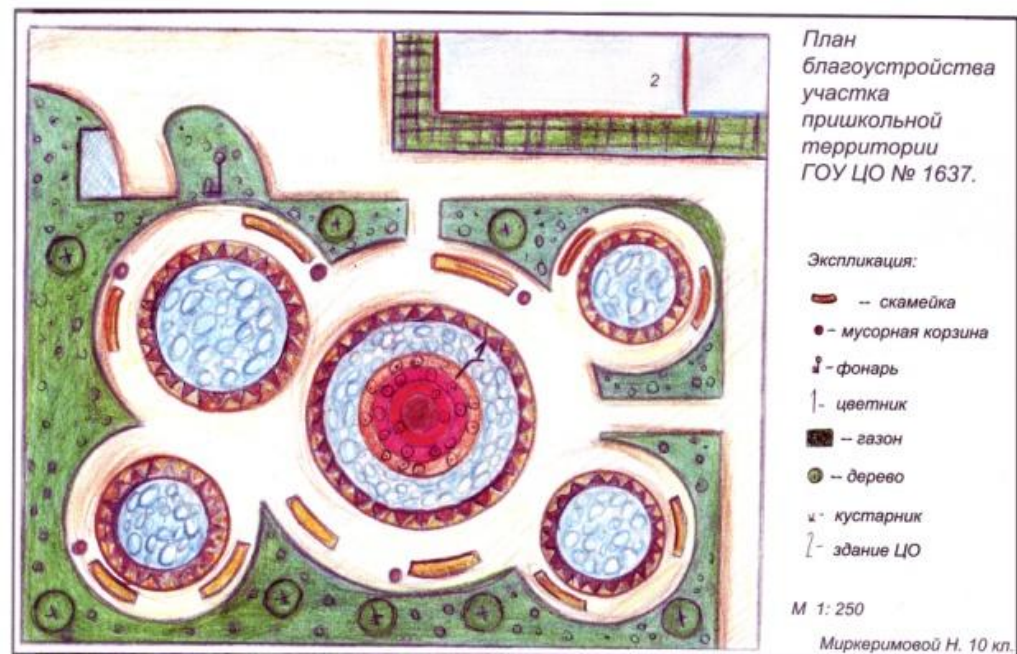 План
благоустройства
участка
пришкольной
территории
ГОУ ЦО № 1637.
Экспликация:
-- скамейка
- мусорная корзина
- фонарь
1- цветник
-- газон
-- дерево
- кустарник
2- здание ЦО
М 1: 250
Миркеримовой Н. 10 кл.
2
1